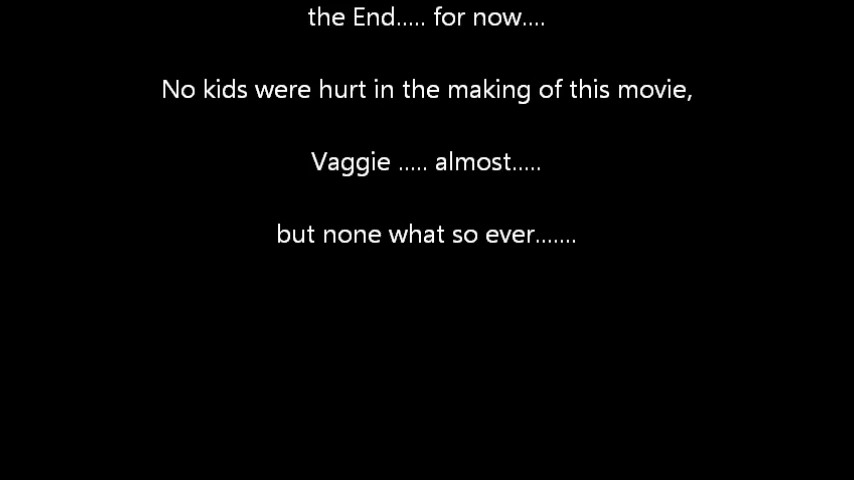 the End..... for now....
No kids were hurt in the making of this movie,
Vaggie ..... almost.....
but none what so ever.......